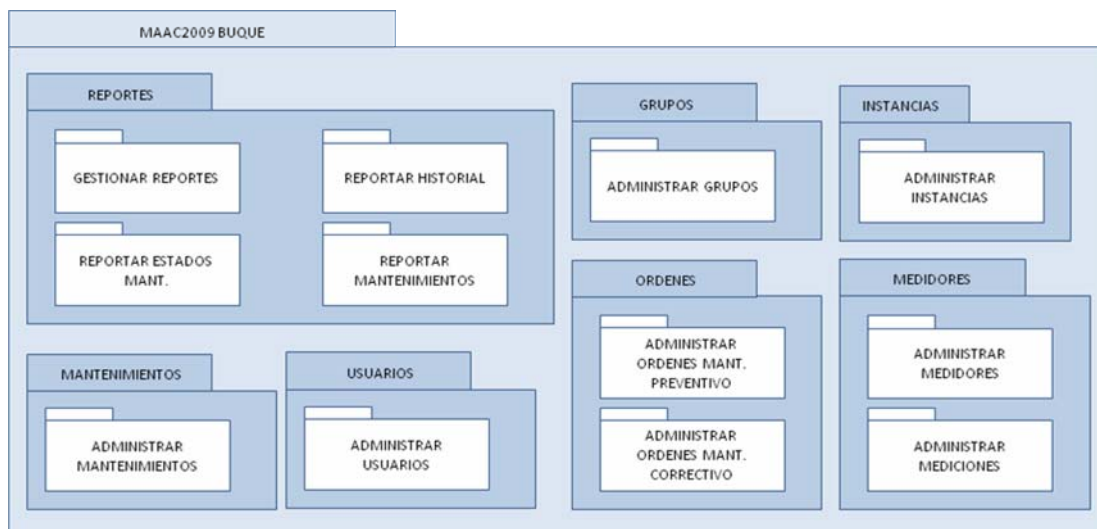 MAAC2009 BUQUE
REPORTES
GESTIONAR REPORTES
REPORTAR HISTORIAL
REPORTAR ESTADOS
MANT.
REPORTAR
MANTENIMIENTOS
GRUPOS
ADMINISTRAR GRUPOS
INSTANCIAS
ADMINISTRAR
INSTANCIAS
MANTENIMIENTOS
ADMINISTRAR
MANTENIMIENTOS
USUARIOS
ADMINISTRAR
USUARIOS
ORDENES
ADMINISTRAR
ORDENES MANT.
PREVENTIVO
ADMINISTRAR
ORDENES MANT.
CORRECTIVO
MEDIDORES
ADMINISTRAR
MEDIDORES
ADMINISTRAR
MEDICIONES